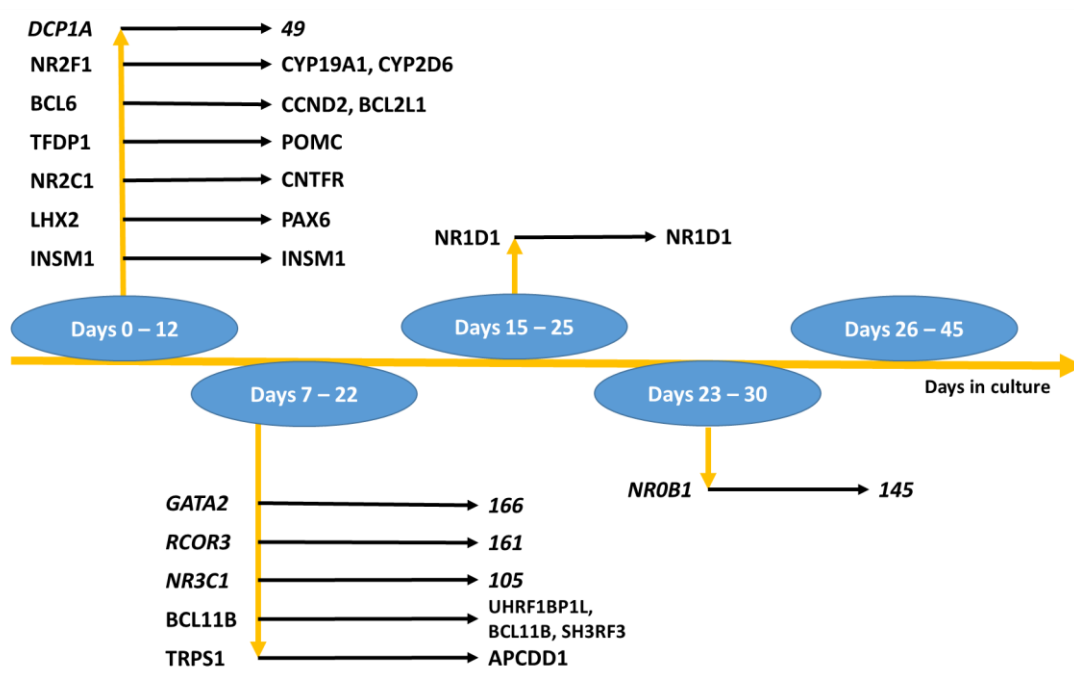 DCP1A 49
NR2F1 CYP19A1, CYP2D6
BCL6 CCND2, BCL2L1
TFDP1 POMC
NR2C1 CNTFR
LHX2 PAX6
INSM1 INSM1
NR1D1 NR1D1
Days 0 – 12
Days 15 – 25
Days 26 – 45
Days 7 – 22
Days 23 – 30
Days in culture
GATA2 166
RCOR3 161
NR3C1 105
BCL11B UHRF1BP1L,
BCL11B, SH3RF3
TRPS1 APCDD1
NR0B1 145